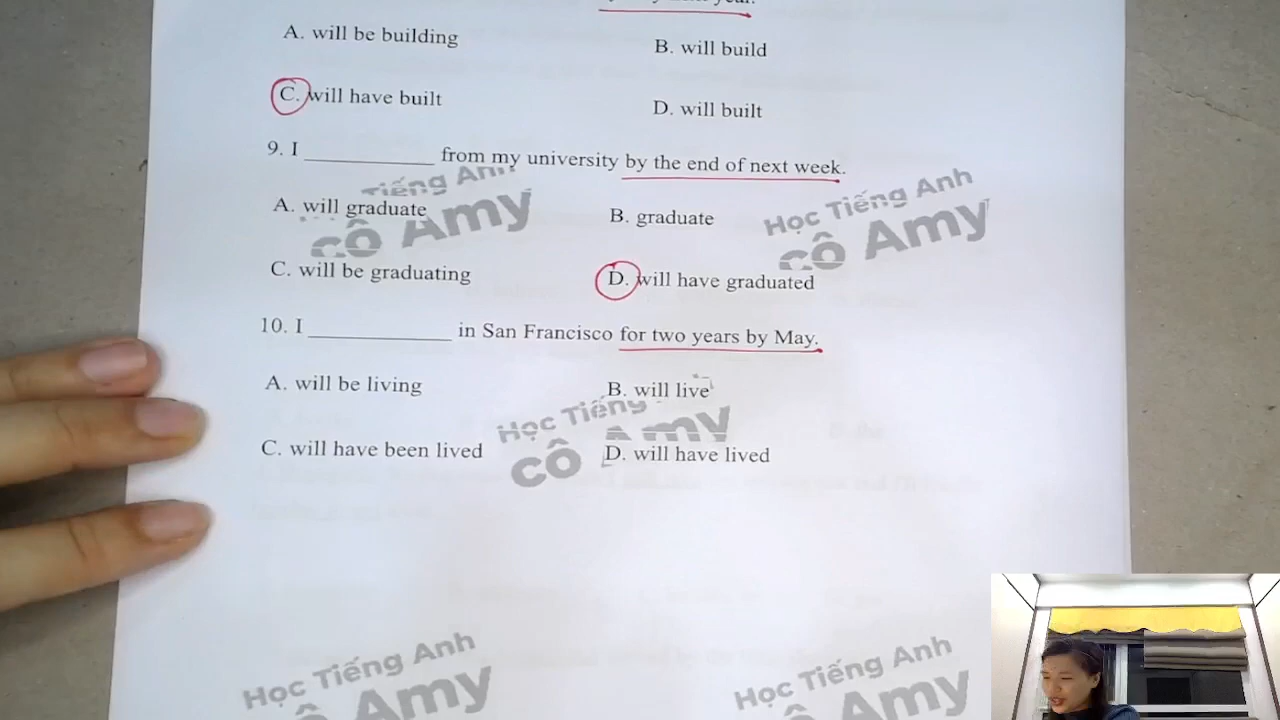 A. will be building
B. will build
C. will have built
D. will built
9. I ____________ from my university by the end of next week.
A. will graduate
B. graduate
C. will be graduating
D. will have graduated
10. I _____________ in San Francisco for two years by May.
A. will be living
B. will live
C. will have been lived
D. will have lived
Tiếng Anh
cô Amy
Học Tiếng Anh
cô Amy
Học Tiếng
cô Amy
Học Tiếng Anh
Amy
Học Tiếng Anh
Amy